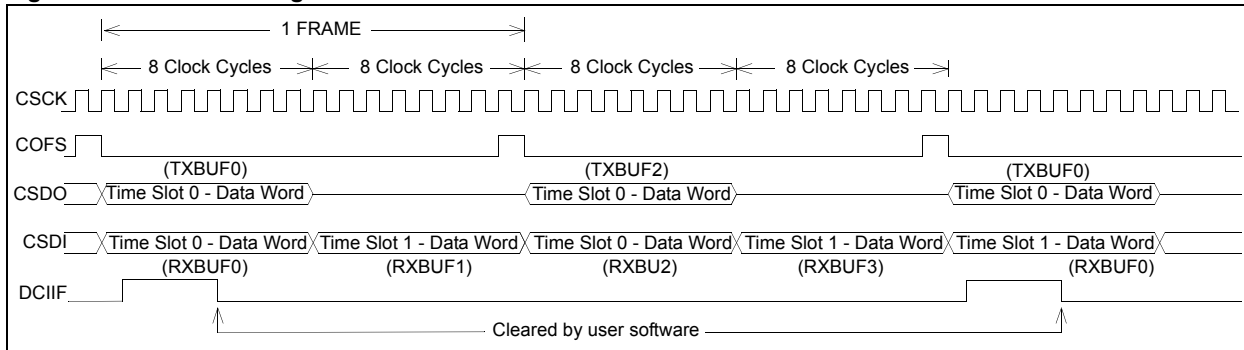 1 FRAME
8 Clock Cycles 8 Clock Cycles 8 Clock Cycles 8 Clock Cycles
CSCK
COFS
(TXBUF0) (TXBUF2) (TXBUF0)
CSDO Time Slot 0 - Data Word Time Slot 0 - Data Word Time Slot 0 - Data Word
CSDI Time Slot 0 - Data Word Time Slot 1 - Data Word Time Slot 0 - Data Word Time Slot 1 - Data Word Time Slot 1 - Data Word
(RXBUF0) (RXBUF1) (RXBU2) (RXBUF3) (RXBUF0)
DCIIF
Cleared by user software